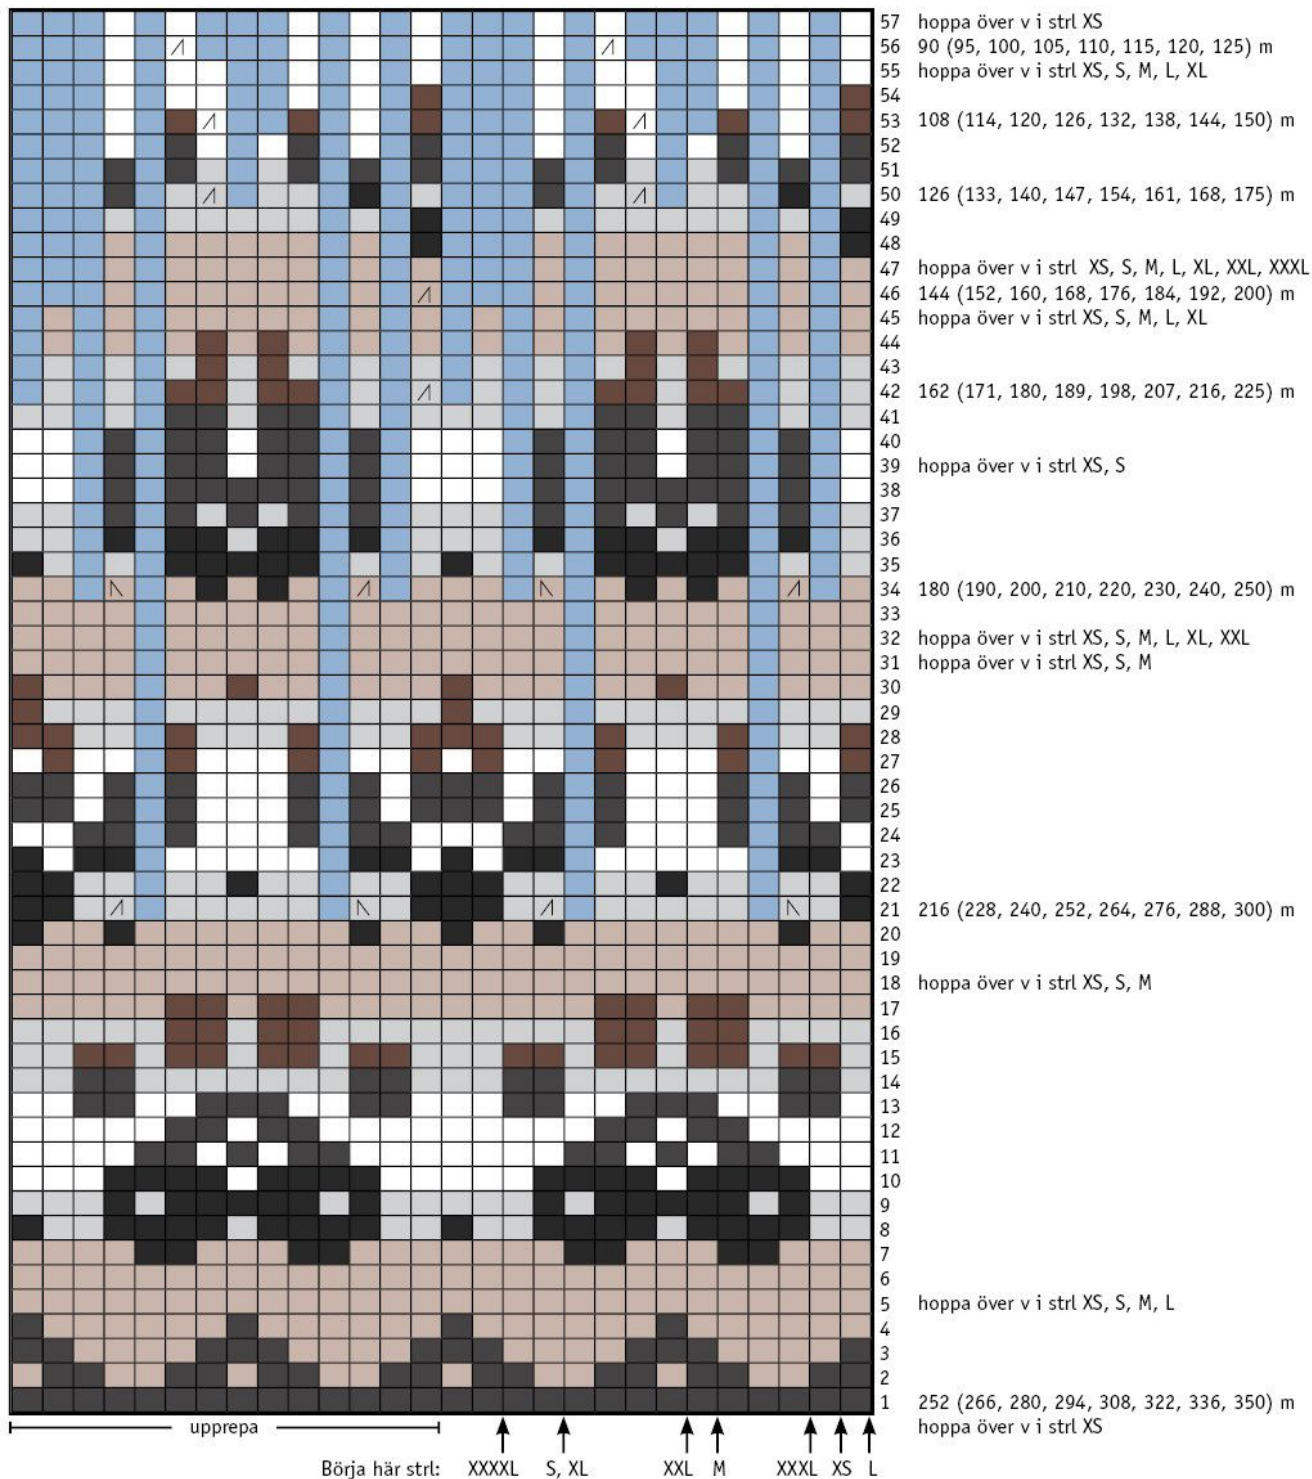 57 hoppa över v i strl XS
56 90 (95, 100, 105, 110, 115, 120, 125) m
55 hoppa över v i strl XS, S, M, L, XL
54
53 108 (114, 120, 126, 132, 138, 144, 150) m
52
51
50 126 (133, 140, 147, 154, 161, 168, 175) m
49
48
47 hoppa över v i strl XS, S, M, L, XL, XXL, XXXL
46 144 (152, 160, 168, 176, 184, 192, 200) m
45 hoppa över v i strl XS, S, M, L, XL
44
43
42 162 (171, 180, 189, 198, 207, 216, 225) m
41
40
39 hoppa över v i strl XS, S
38
37
36
35
34 180 (190, 200, 210, 220, 230, 240, 250) m
33
32 hoppa över v i strl XS, S, M, L, XL, XXL
31 hoppa över v i strl XS, S, M
30
29
28
27
26
25
24
23
22
21 216 (228, 240, 252, 264, 276, 288, 300) m
20
19
18 hoppa över v i strl XS, S, M
17
16
15
14
13
12
11
10
9
8
7
6
5 hoppa över v i strl XS, S, M, L
4
3
2
1 252 (266, 280, 294, 308, 322, 336, 350) m
hoppa över v i strl XS
upprepa
Börja här strl: XXXXL S, XL XXL M XXXL XS L